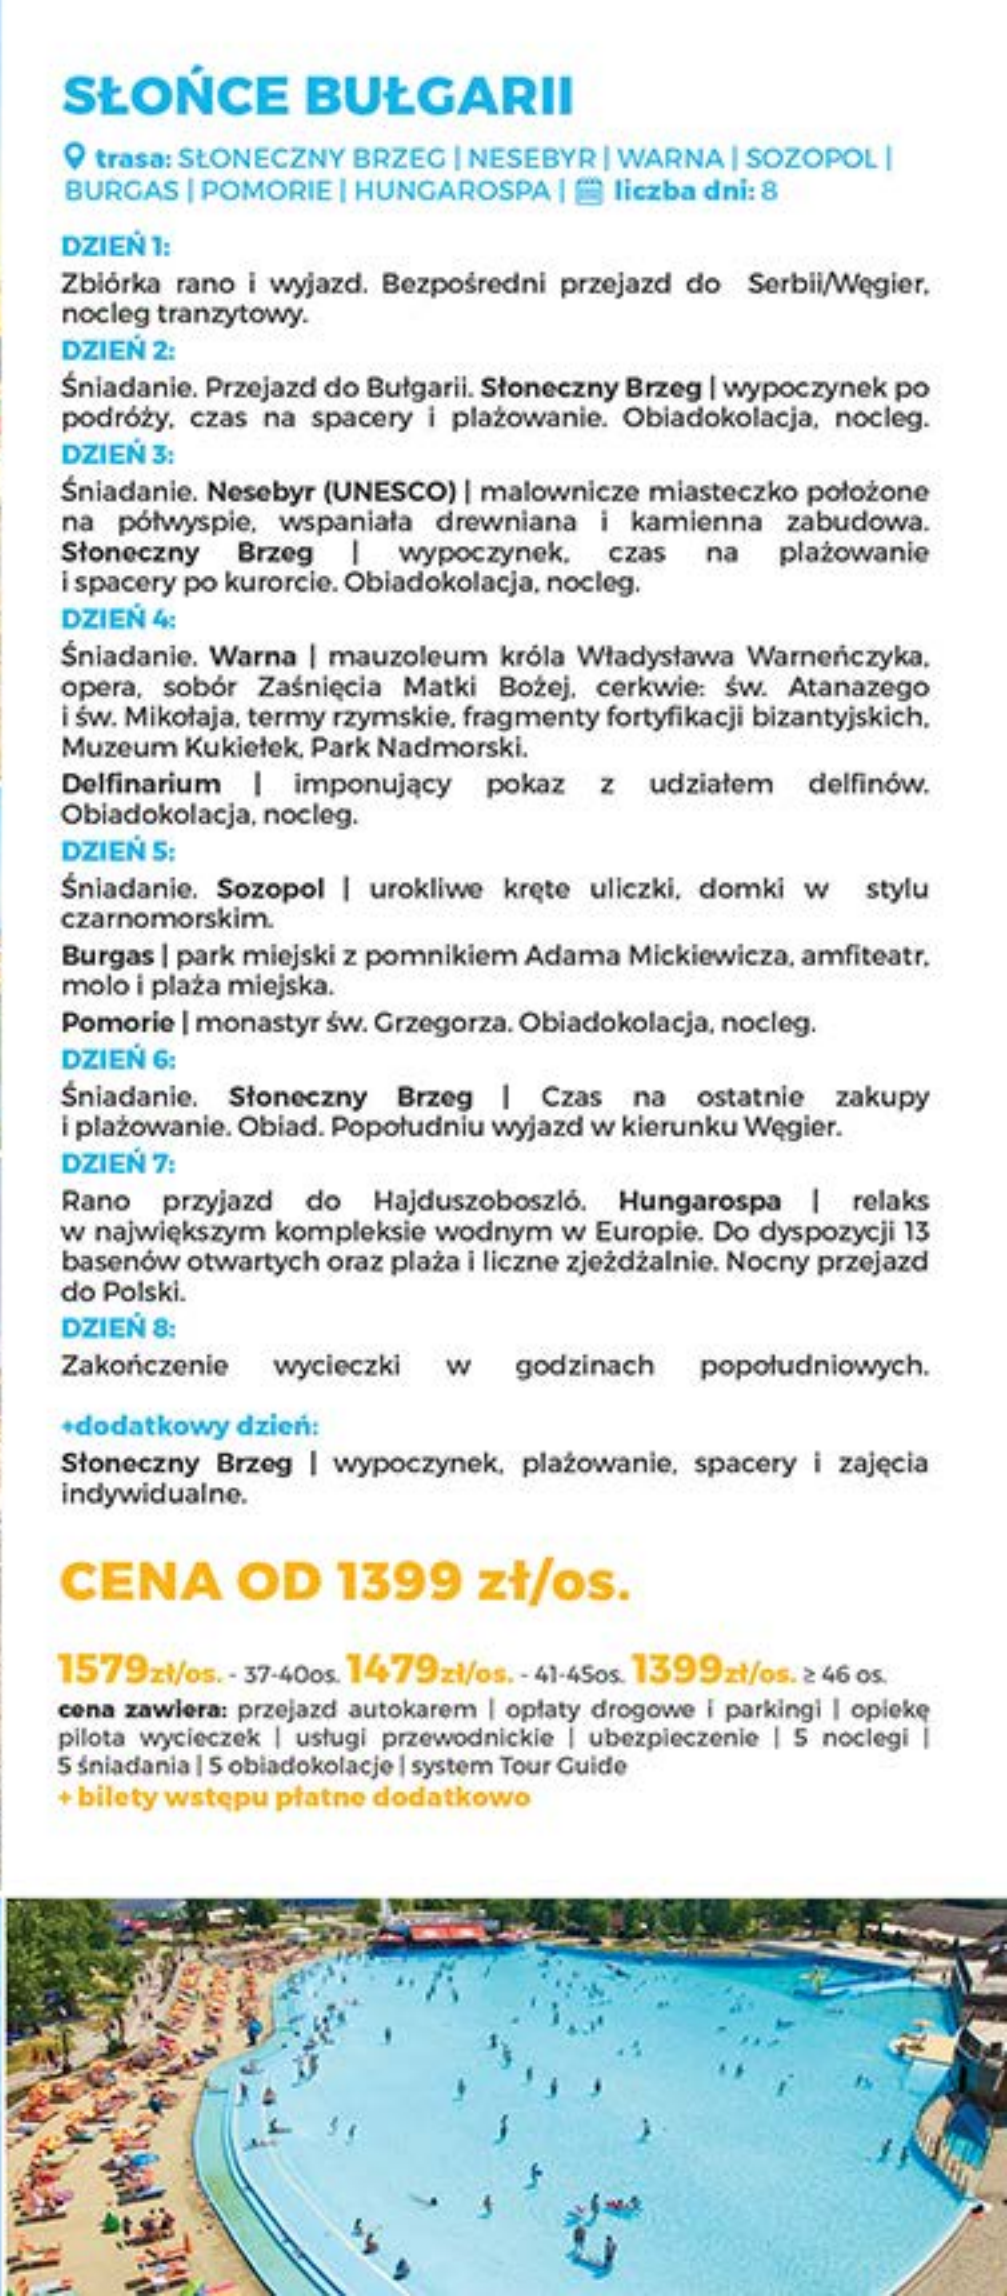 SŁOŃCE BUŁGARII
trasa: SŁONECZNY BRZEG | NESEBYR | WARNA | SOZOPOL |
BURGAS | POMORIE | HUNGAROSPA | liczba dni: 8
DZIEŃ 1:
Zbiórka rano i wyjazd. Bezpośredni przejazd do Serbii/Węgier,
nocleg tranzytowy.
DZIEŃ 2:
Śniadanie. Przejazd do Bułgarii. Słoneczny Brzeg | wypoczynek po
podróży, czas na spacery i plażowanie. Obiadokolacja, nocleg.
DZIEŃ 3:
Śniadanie. Nesebyr (UNESCO) | malownicze miasteczko położone
na półwyspie, wspaniała drewniana i kamienna zabudowa.
Słoneczny Brzeg | wypoczynek, czas na plażowanie
i spacery po kurorcie. Obiadokolacja, nocleg.
DZIEŃ 4:
Śniadanie. Warna | mauzoleum króla Władysława Warneńczyka,
opera, sobór Zaśnięcia Matki Bożej, cerkwie: św. Atanazego
i św. Mikołaja, termy rzymskie, fragmenty fortyfikacji bizantyjskich,
Muzeum Kukiełek, Park Nadmorski.
Delfinarium | imponujący pokaz z udziałem delfinów.
Obiadokolacja, nocleg.
DZIEŃ 5:
Śniadanie. Sozopol | urokliwe kręte uliczki, domki w stylu
czarnomorskim.
Burgas | park miejski z pomnikiem Adama Mickiewicza, amfiteatr,
molo i plaża miejska.
Pomorie | monastyr św. Grzegorza. Obiadokolacja, nocleg.
DZIEŃ 6:
Śniadanie. Słoneczny Brzeg | Czas na ostatnie zakupy
i plażowanie. Obiad. Popołudniu wyjazd w kierunku Węgier.
DZIEŃ 7:
Rano przyjazd do Hajduszoboszló. Hungarospa | relaks
w największym kompleksie wodnym w Europie. Do dyspozycji 13
basenów otwartych oraz plaża i liczne zjeżdżalnie. Nocny przejazd
do Polski.
DZIEŃ 8:
Zakończenie wycieczki w godzinach popołudniowych.
+dodatkowy dzień:
Słoneczny Brzeg | wypoczynek, plażowanie, spacery i zajęcia
indywidualne.
CENA OD 1399 zł/os.
1579zł/os. - 37-40os. 1479zł/os. - 41-45os. 1399zł/os. ≥ 46 os.
cena zawiera: przejazd autokarem | opłaty drogowe i parkingi | opiekę
pilota wycieczek | usługi przewodnickie | ubezpieczenie | 5 noclegi |
5 śniadania | 5 obiadokolacje | system Tour Guide
+ bilety wstępu płatne dodatkowo